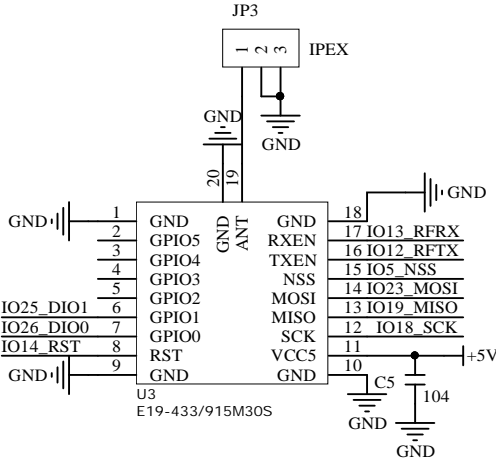 JP3
1 2 3 IPEX
GND
GND
20 19
GND ANT
GND 1 GND GND 18 GND
2 GPIO5 RXEN 17 IO13_RFRX
3 GPIO4 TXEN 16 IO12_RFTX
4 GPIO3 NSS 15 IO5_NSS
5 GPIO2 MOSI 14 IO23_MOSI
IO25_DIO1 6 GPIO1 MISO 13 IO19_MISO
IO26_DIO0 7 GPIO0 SCK 12 IO18_SCK
IO14_RST 8 RST VCC5 11 +5V
GND 9 GND GND 10
C5
104
U3
E19-433/915M30S
GND
GND